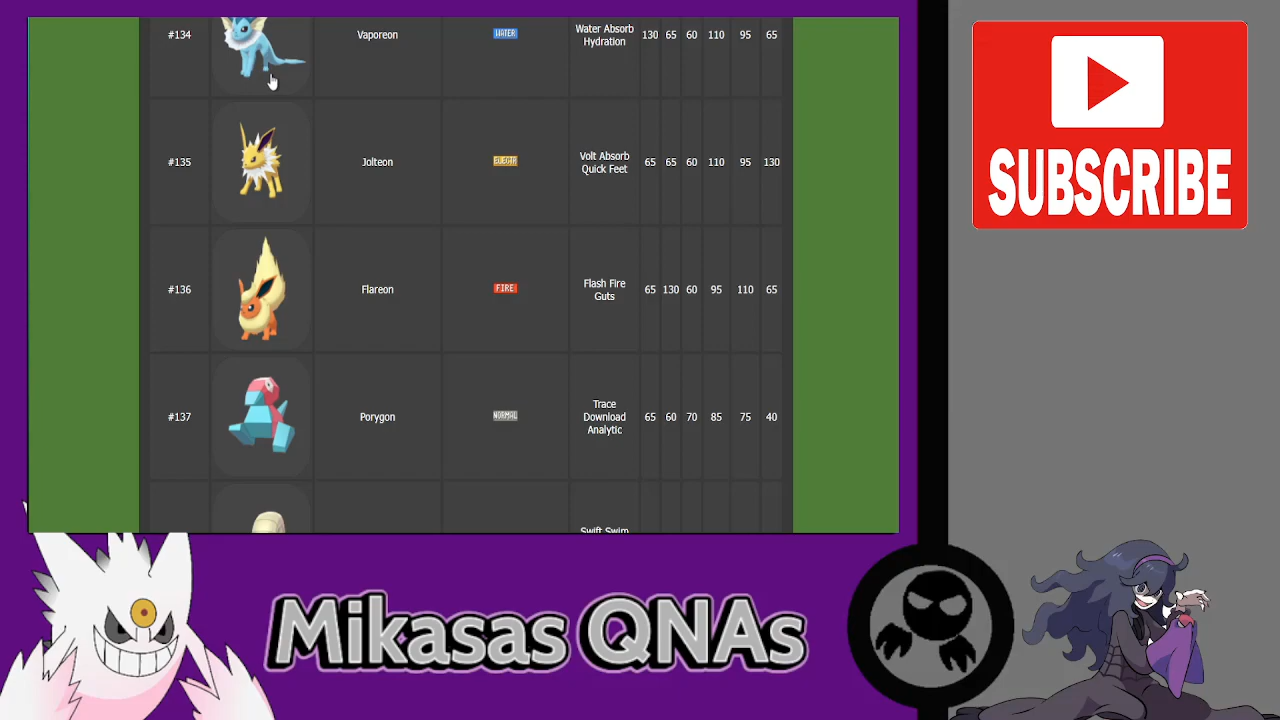 #134 Vaporeon WATER Water Absorb Hydration 130 65 60 110 95 65
#135 Jolteon ELECTR Volt Absorb Quick Feet 65 65 60 110 95 130
#136 Flareon FIRE Flash Fire Guts 65 130 60 95 110 65
#137 Porygon NORMAL Trace Download Analytic 65 60 70 85 75 40
Swift Swim
SUBSCRIBE
Mikasas QNAs